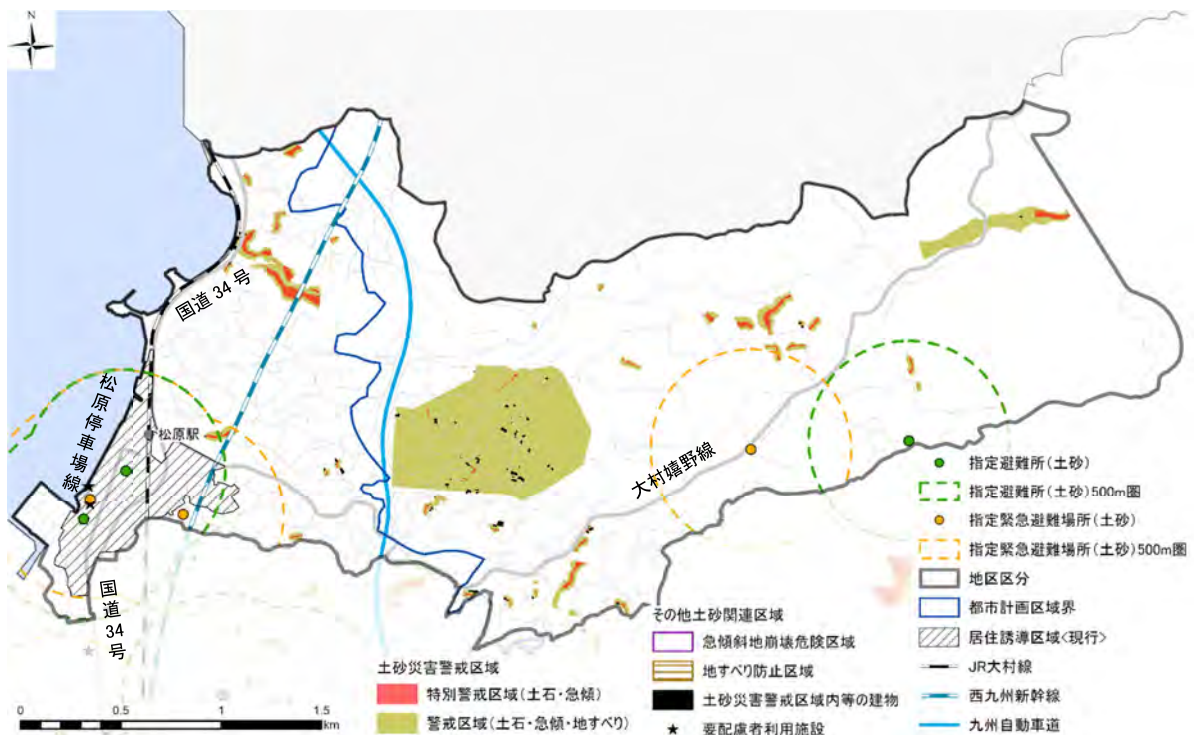 N
国道34号
松原停車場線
松原駅
大村嬉野線
国道34号
0
0.5
1
1.5
km
土砂災害警戒区域
特別警戒区域(土石・急傾)
警戒区域(土石・急傾・地すべり)
その他土砂関連区域
急傾斜地崩壊危険区域
地すべり防止区域
土砂災害警戒区域内等の建物
要配慮者利用施設
指定避難所(土砂)
指定避難所(土砂)500m圏
指定緊急避難場所(土砂)
指定緊急避難場所(土砂)500m圏
地区区分
都市計画区域界
居住誘導区域<現行>
JR大村線
西九州新幹線
九州自動車道